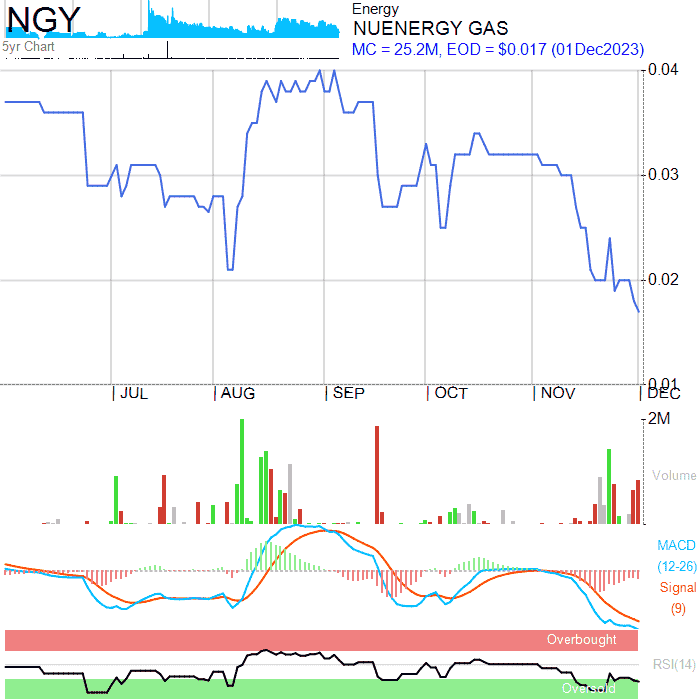 NGY
5yr Chart
Energy
NUENERGY GAS
MC = 25.2M, EOD = $0.017 (01Dec2023)
0.04
0.03
0.02
0.01
JUL
AUG
SEP
OCT
NOV
DEC
2M
Volume
MACD
(12-26)
Signal
(9)
Overbought
RSI(14)
Oversold